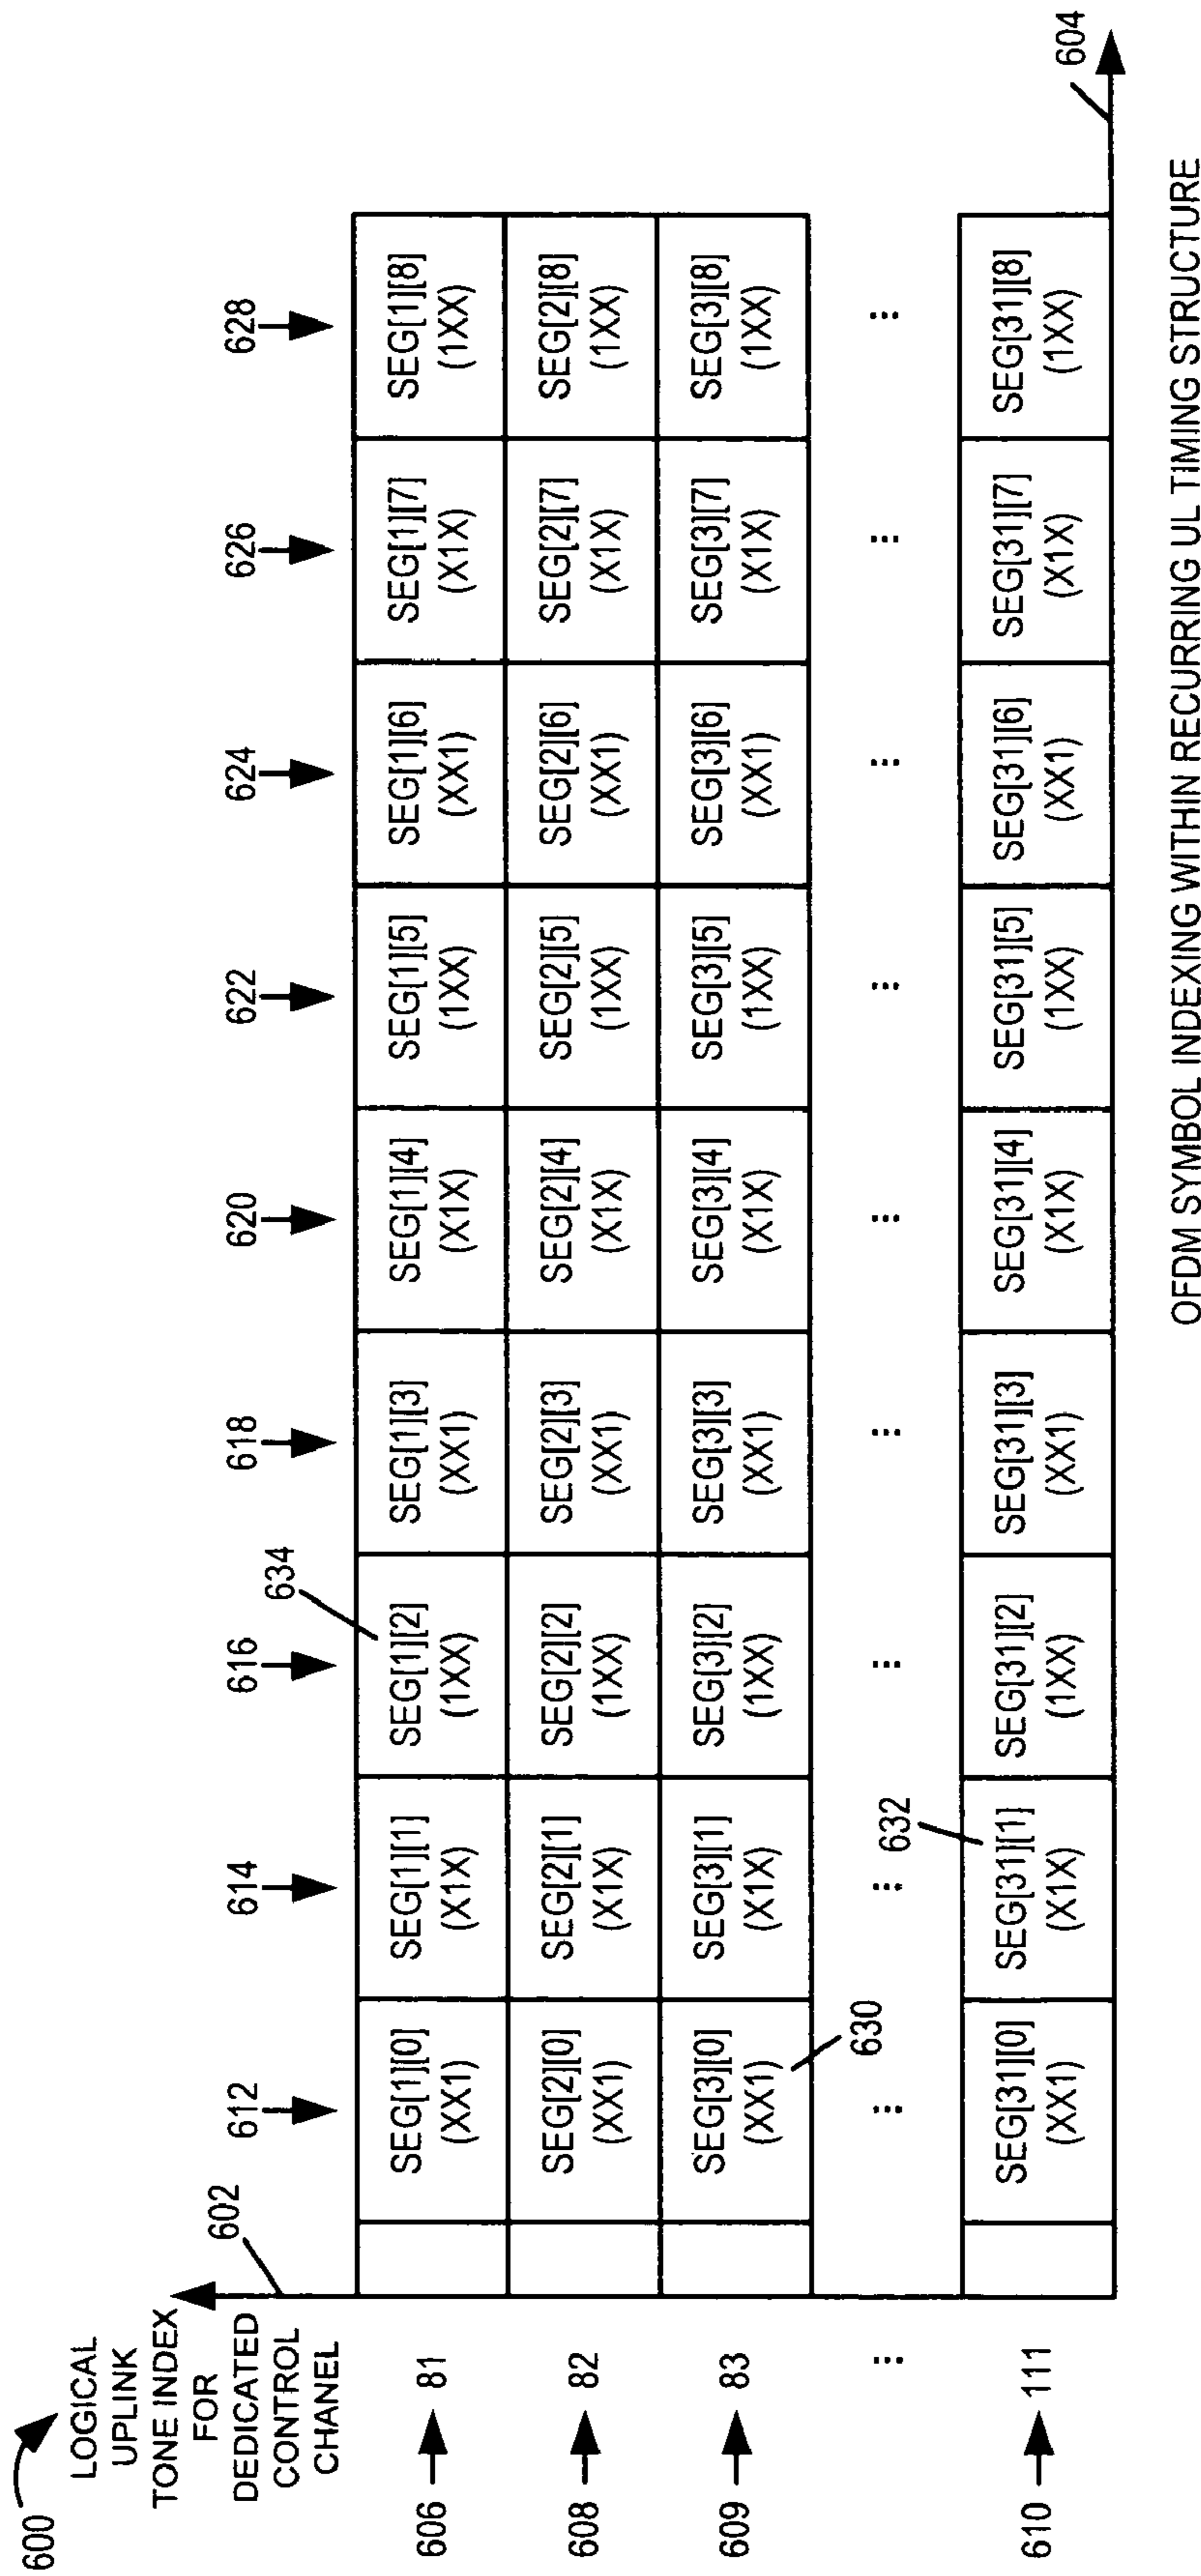 600
LOGICAL
UPLINK
TONE INDEX
FOR
DEDICATED
CONTROL
CHANEL
602
612
614
616
618
620
622
624
626
628
634
606
81
SEG[1][0]
(XX1)
SEG[1][1]
(X1X)
SEG[1][2]
(1XX)
SEG[1][3]
(XX1)
SEG[1][4]
(X1X)
SEG[1][5]
(1XX)
SEG[1][6]
(XX1)
SEG[1][7]
(X1X)
SEG[1][8]
(1XX)
608
82
SEG[2][0]
(XX1)
SEG[2][1]
(X1X)
SEG[2][2]
(1XX)
SEG[2][3]
(XX1)
SEG[2][4]
(X1X)
SEG[2][5]
(1XX)
SEG[2][6]
(XX1)
SEG[2][7]
(X1X)
SEG[2][8]
(1XX)
609
83
SEG[3][0]
(XX1)
SEG[3][1]
(X1X)
SEG[3][2]
(1XX)
SEG[3][3]
(XX1)
SEG[3][4]
(X1X)
SEG[3][5]
(1XX)
SEG[3][6]
(XX1)
SEG[3][7]
(X1X)
SEG[3][8]
(1XX)
630
632
...
...
...
...
...
...
...
...
...
...
610
111
SEG[31][0]
(XX1)
SEG[31][1]
(X1X)
SEG[31][2]
(1XX)
SEG[31][3]
(XX1)
SEG[31][4]
(X1X)
SEG[31][5]
(1XX)
SEG[31][6]
(XX1)
SEG[31][7]
(X1X)
SEG[31][8]
(1XX)
604
OFDM SYMBOL INDEXING WITHIN RECURRING UL TIMING STRUCTURE